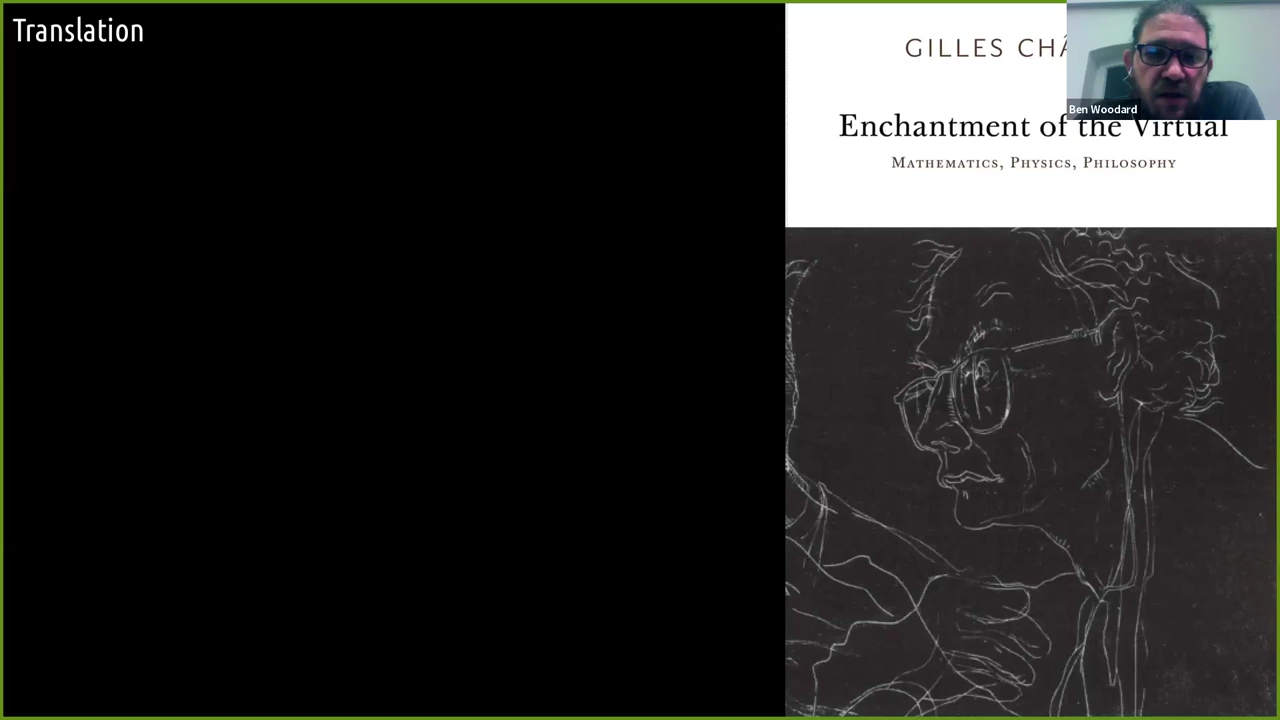 Translation
GILLES CH
Ben Woodard
Enchantment of the Virtual
MATHEMATICS, PHYSICS, PHILOSOPHY